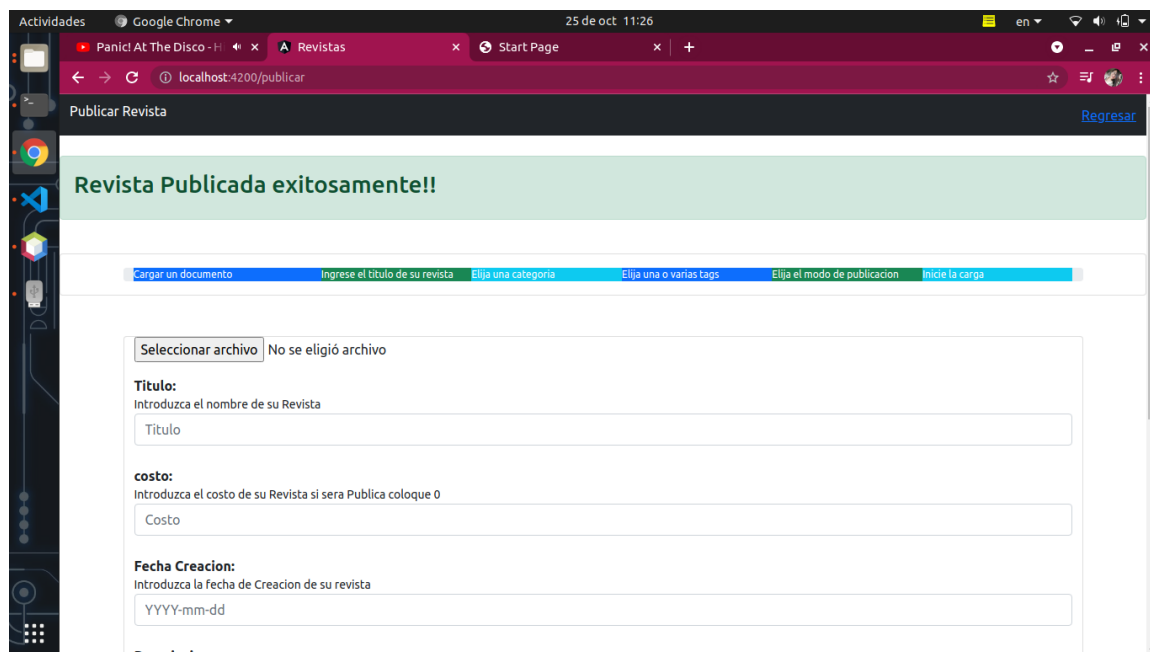 Actividades Google Chrome 25 de oct 11:26 en
Panic! At The Disco - H Revistas Start Page
localhost:4200/publicar
Publicar Revista Regresar
Revista Publicada exitosamente!!
Cargar un documento Ingrese el titulo de su revista Elija una categoria Elija una o varias tags Elija el modo de publicacion Inicie la carga
Seleccionar archivo No se eligió archivo
Titulo:
Introduzca el nombre de su Revista
Titulo
costo:
Introduzca el costo de su Revista si sera Publica coloque 0
Costo
Fecha Creacion:
Introduzca la fecha de Creacion de su revista
YYYY-mm-dd